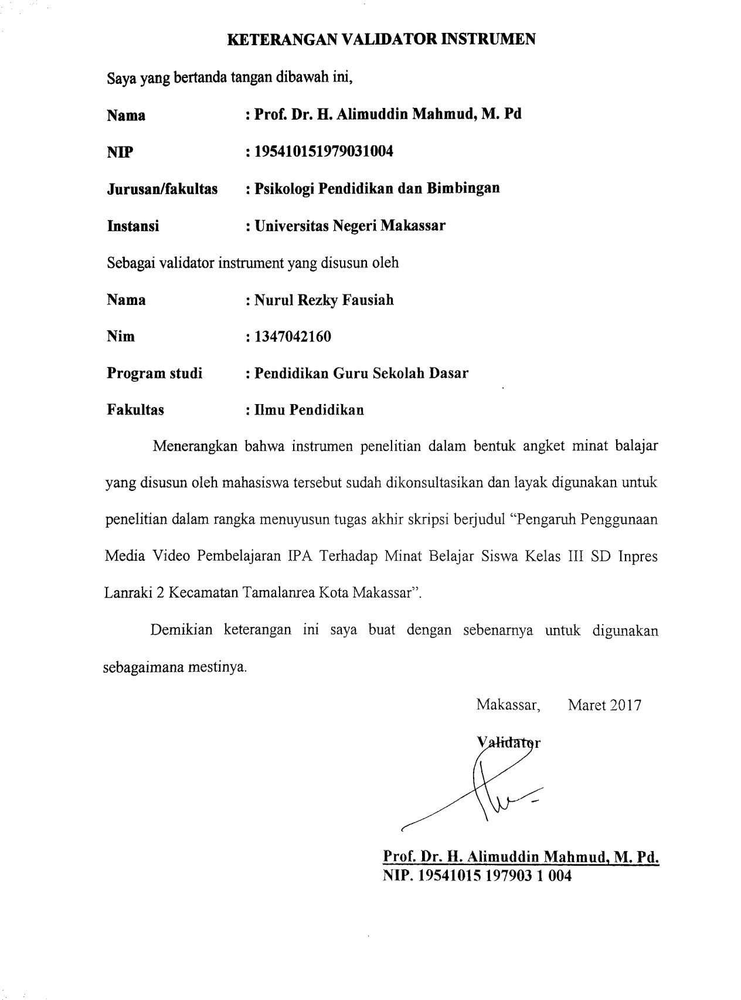 KETERANGAN VALIDATOR INSTRUMEN
Saya yang bertanda tangan dibawah ini,
Nama : Prof. Dr. H. Alimuddin Mahmud, M. Pd
NIP : 195410151979031004
Jurusan/fakultas : Psikologi Pendidikan dan Bimbingan
Instansi : Universitas Negeri Makassar
Sebagai validator instrument yang disusun oleh
Nama : Nurul Rezky Fausiah
Nim : 1347042160
Program studi : Pendidikan Guru Sekolah Dasar
Fakultas : Ilmu Pendidikan
Menerangkan bahwa instrumen penelitian dalam bentuk angket minat balajar
yang disusun oleh mahasiswa tersebut sudah dikonsultasikan dan layak digunakan untuk
penelitian dalam rangka menuyusun tugas akhir skripsi berjudul “Pengaruh Penggunaan
Media Video Pembelajaran IPA Terhadap Minat Belajar Siswa Kelas III SD Inpres
Lanraki 2 Kecamatan Tamalanrea Kota Makassar”.
Demikian keterangan ini saya buat dengan sebenarnya untuk digunakan
sebagaimana mestinya.
Makassar, Maret 2017
Validator
Prof. Dr. H. Alimuddin Mahmud, M. Pd.
NIP. 19541015 197903 1 004